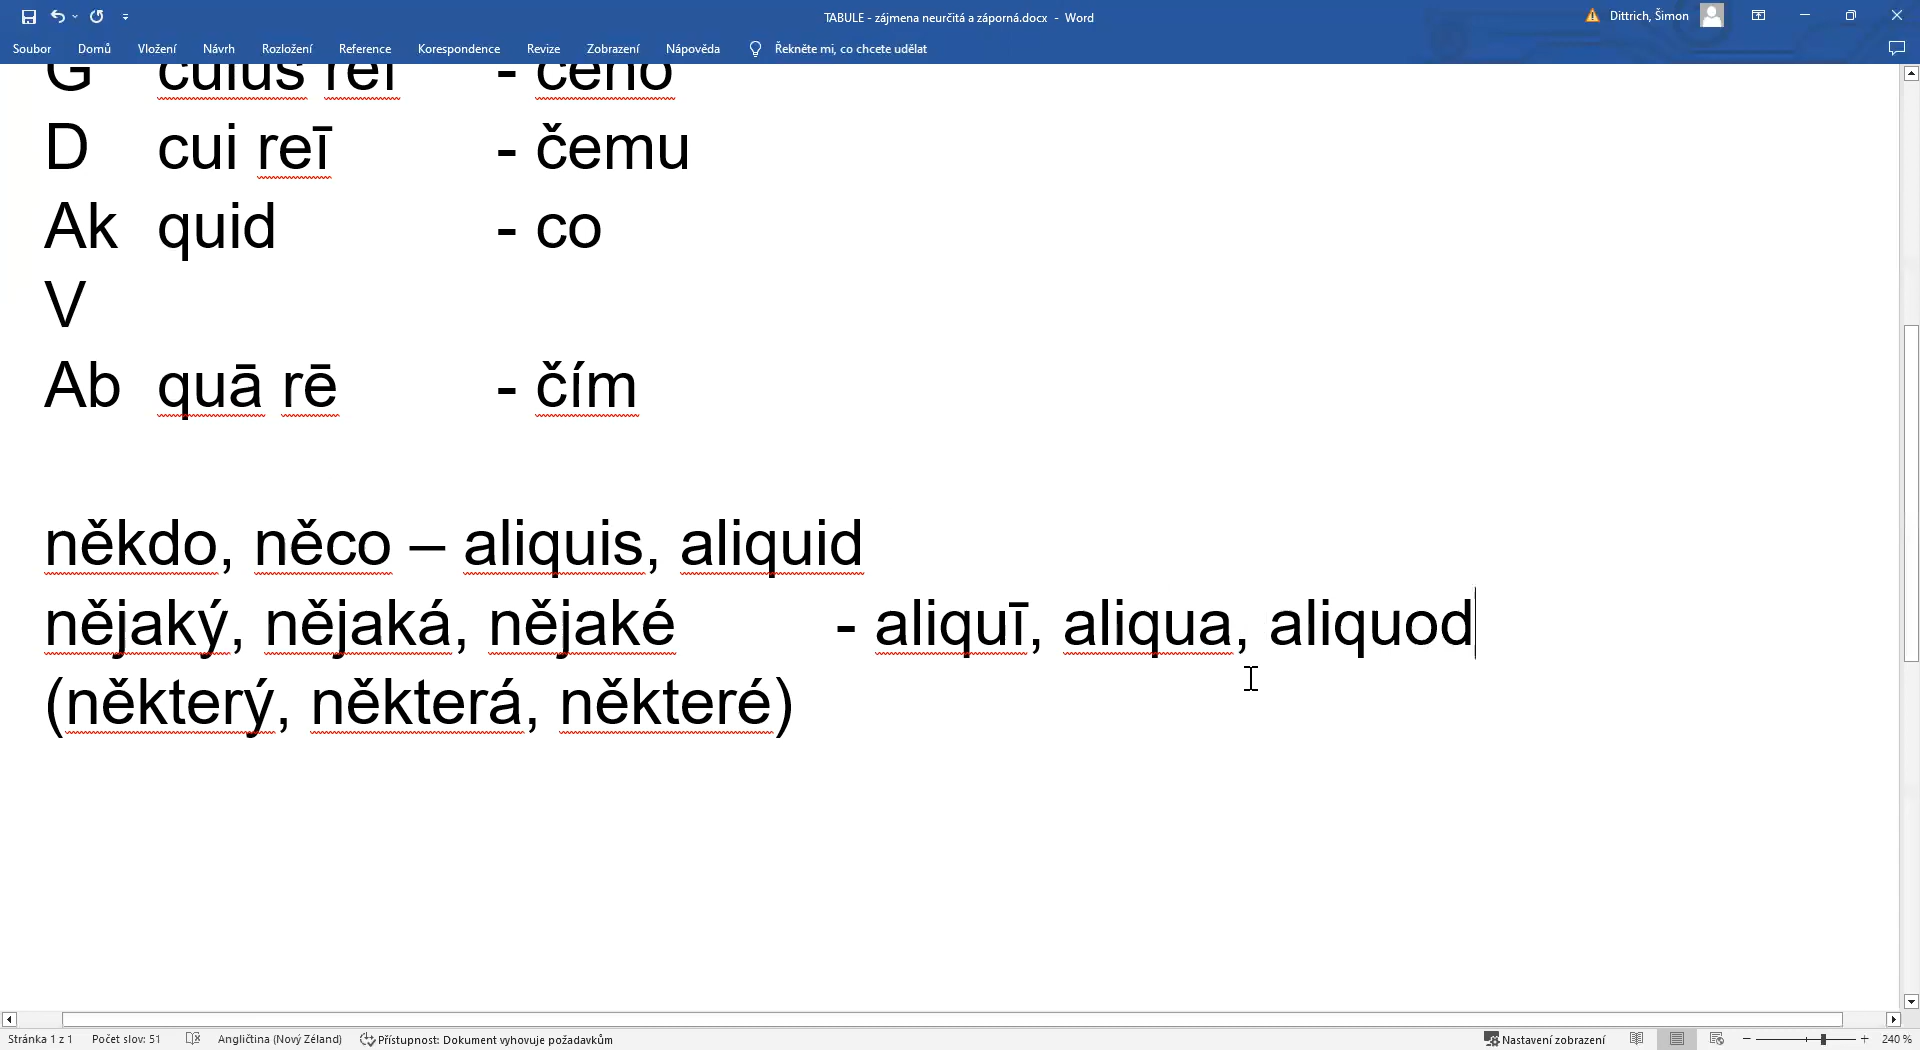 TABULE - zájmena neurčitá a záporná.docx - Word
Dittrich, Šimon
Soubor Domů Vložení Návrh Rozložení Reference Korespondence Revize Zobrazení Nápověda Řekněte mi, co chcete udělat
G cuius reī - čeho
D cui reī - čemu
Ak quid - co
V
Ab quā rē - čím
někdo, něco – aliquis, aliquid
nějaký, nějaká, nějaké - aliquī, aliqua, aliquod
(některý, některá, některé)
Stránka 1 z 1 Počet slov: 51 Angličtina (Nový Zéland) Přístupnost: Dokument vyhovuje požadavkům Nastavení zobrazení 240 %